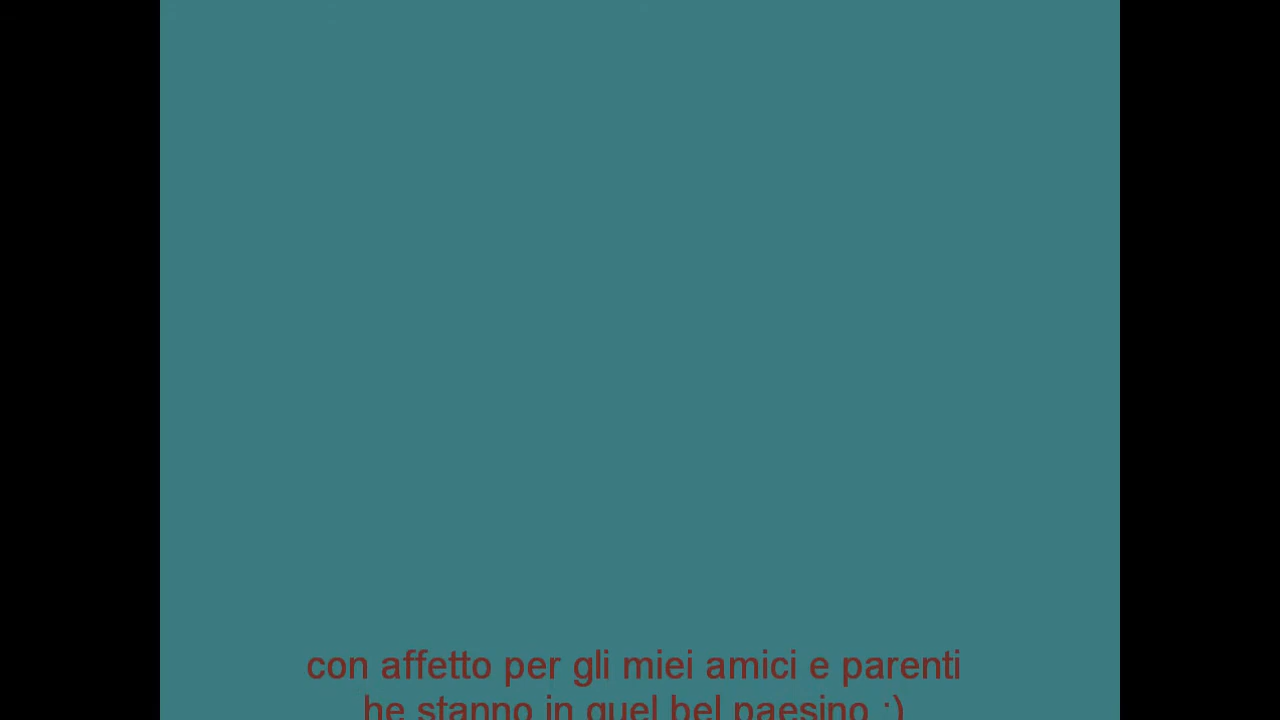 con affetto per gli miei amici e parenti
he stanno in quel bel paesino :)